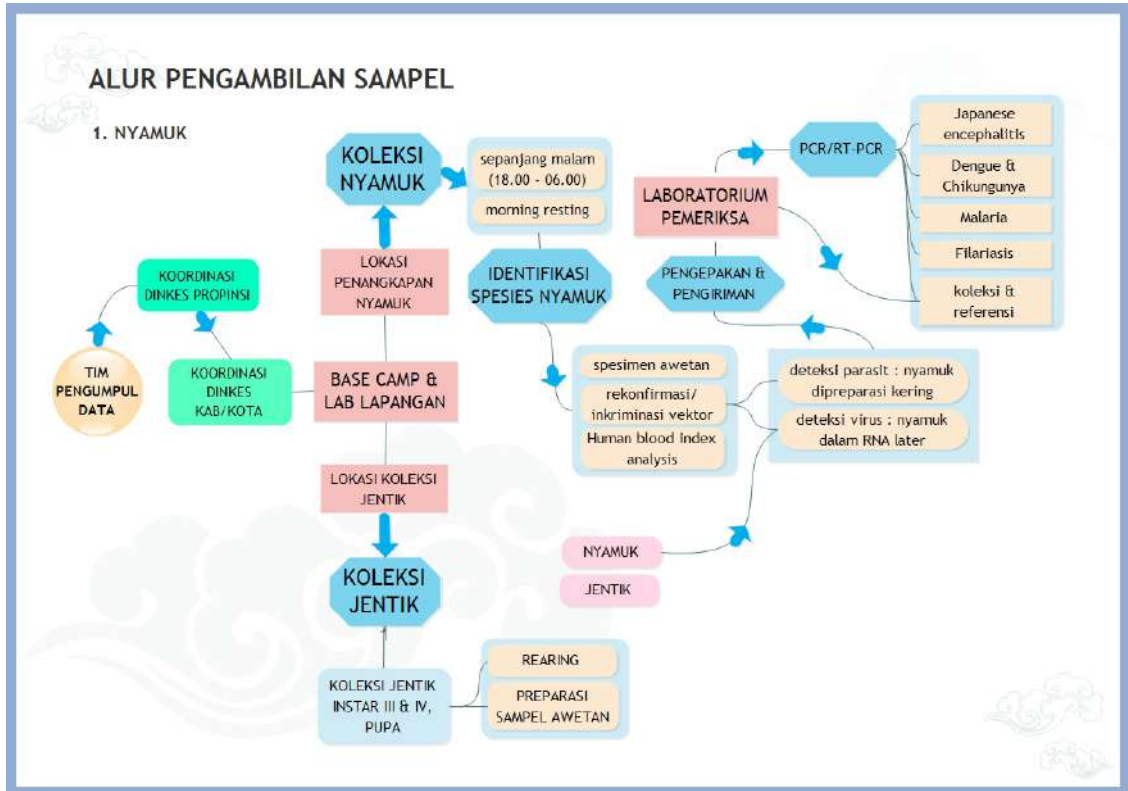 ALUR PENGAMBILAN SAMPEL
1. NYAMUK
TIM
PENGUMPUL
DATA
KOORDINASI
DINKES PROPINSI
KOORDINASI
DINKES
KAB/KOTA
BASE CAMP &
LAB LAPANGAN
LOKASI
PENANGKAPAN
NYAMUK
KOLEKSI
NYAMUK
sepanjang malam
(18.00 - 06.00)
morning resting
IDENTIFIKASI
SPESIES NYAMUK
spesimen awetan
rekonfirmasi/
inkriminasi vektor
Human blood index
analysis
deteksi parasit : nyamuk
dipreparasi kering
deteksi virus : nyamuk
dalam RNA later
PENGEPAKAN &
PENGIRIMAN
LABORATORIUM
PEMERIKSA
PCR/RT-PCR
Japanese
encephalitis
Dengue &
Chikungunya
Malaria
Filariasis
koleksi &
referensi
LOKASI KOLEKSI
JENTIK
KOLEKSI
JENTIK
KOLEKSI JENTIK
INSTAR III & IV,
PUPA
REARING
PREPARASI
SAMPEL AWETAN
NYAMUK
JENTIK